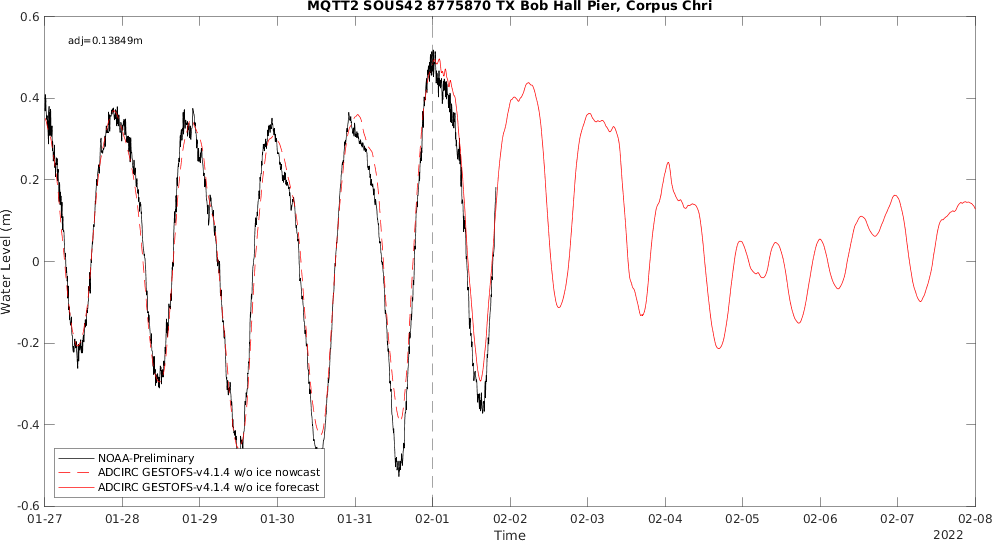 MQTT2 SOUS42 8775870 TX Bob Hall Pier, Corpus Chri
adj=0.13849m
0.6
0.4
0.2
0
-0.2
-0.4
-0.6
Water Level (m)
NOAA-Preliminary
ADCIRC GESTOFS-v4.1.4 w/o ice nowcast
ADCIRC GESTOFS-v4.1.4 w/o ice forecast
01-27 01-28 01-29 01-30 01-31 02-01 02-02 02-03 02-04 02-05 02-06 02-07 02-08
Time
2022